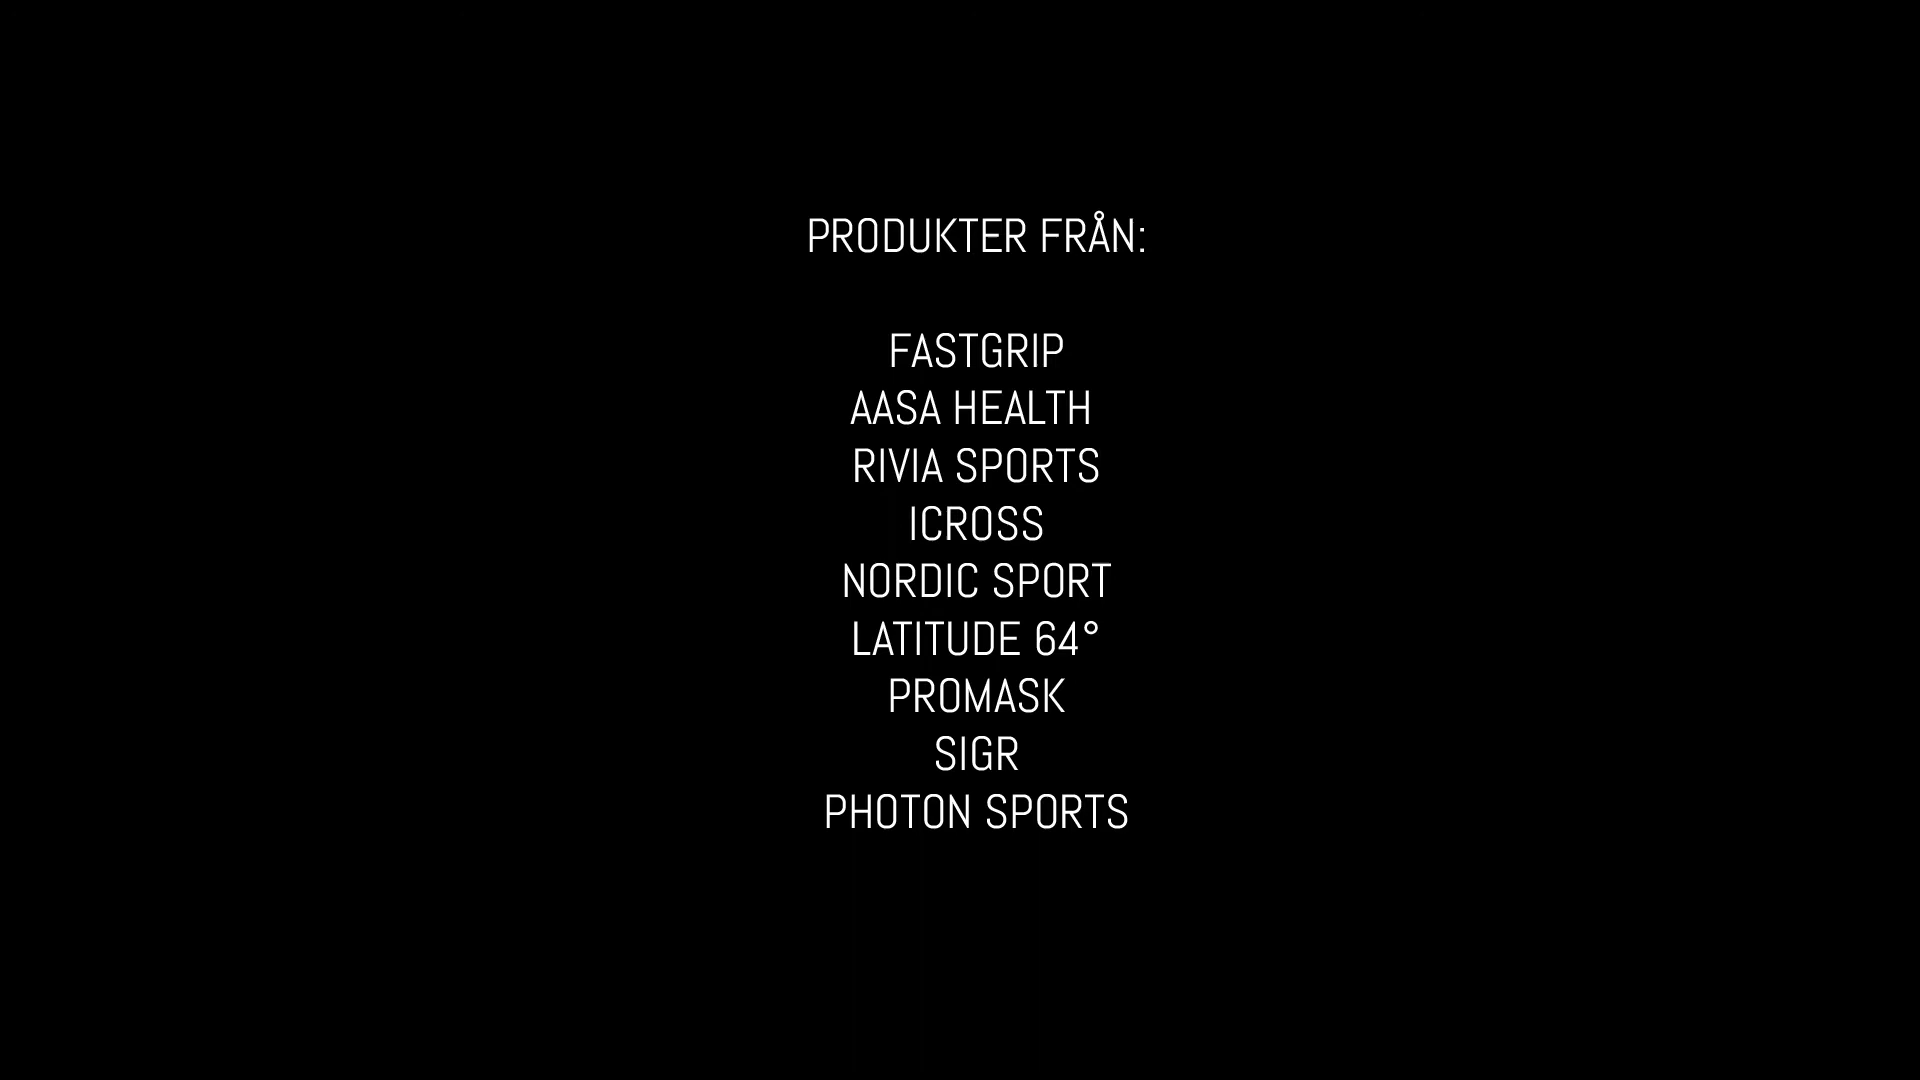 PRODUKTER FRÅN:
FASTGRIP
AASA HEALTH
RIVIA SPORTS
ICROSS
NORDIC SPORT
LATITUDE 64°
PROMASK
SIGR
PHOTON SPORTS